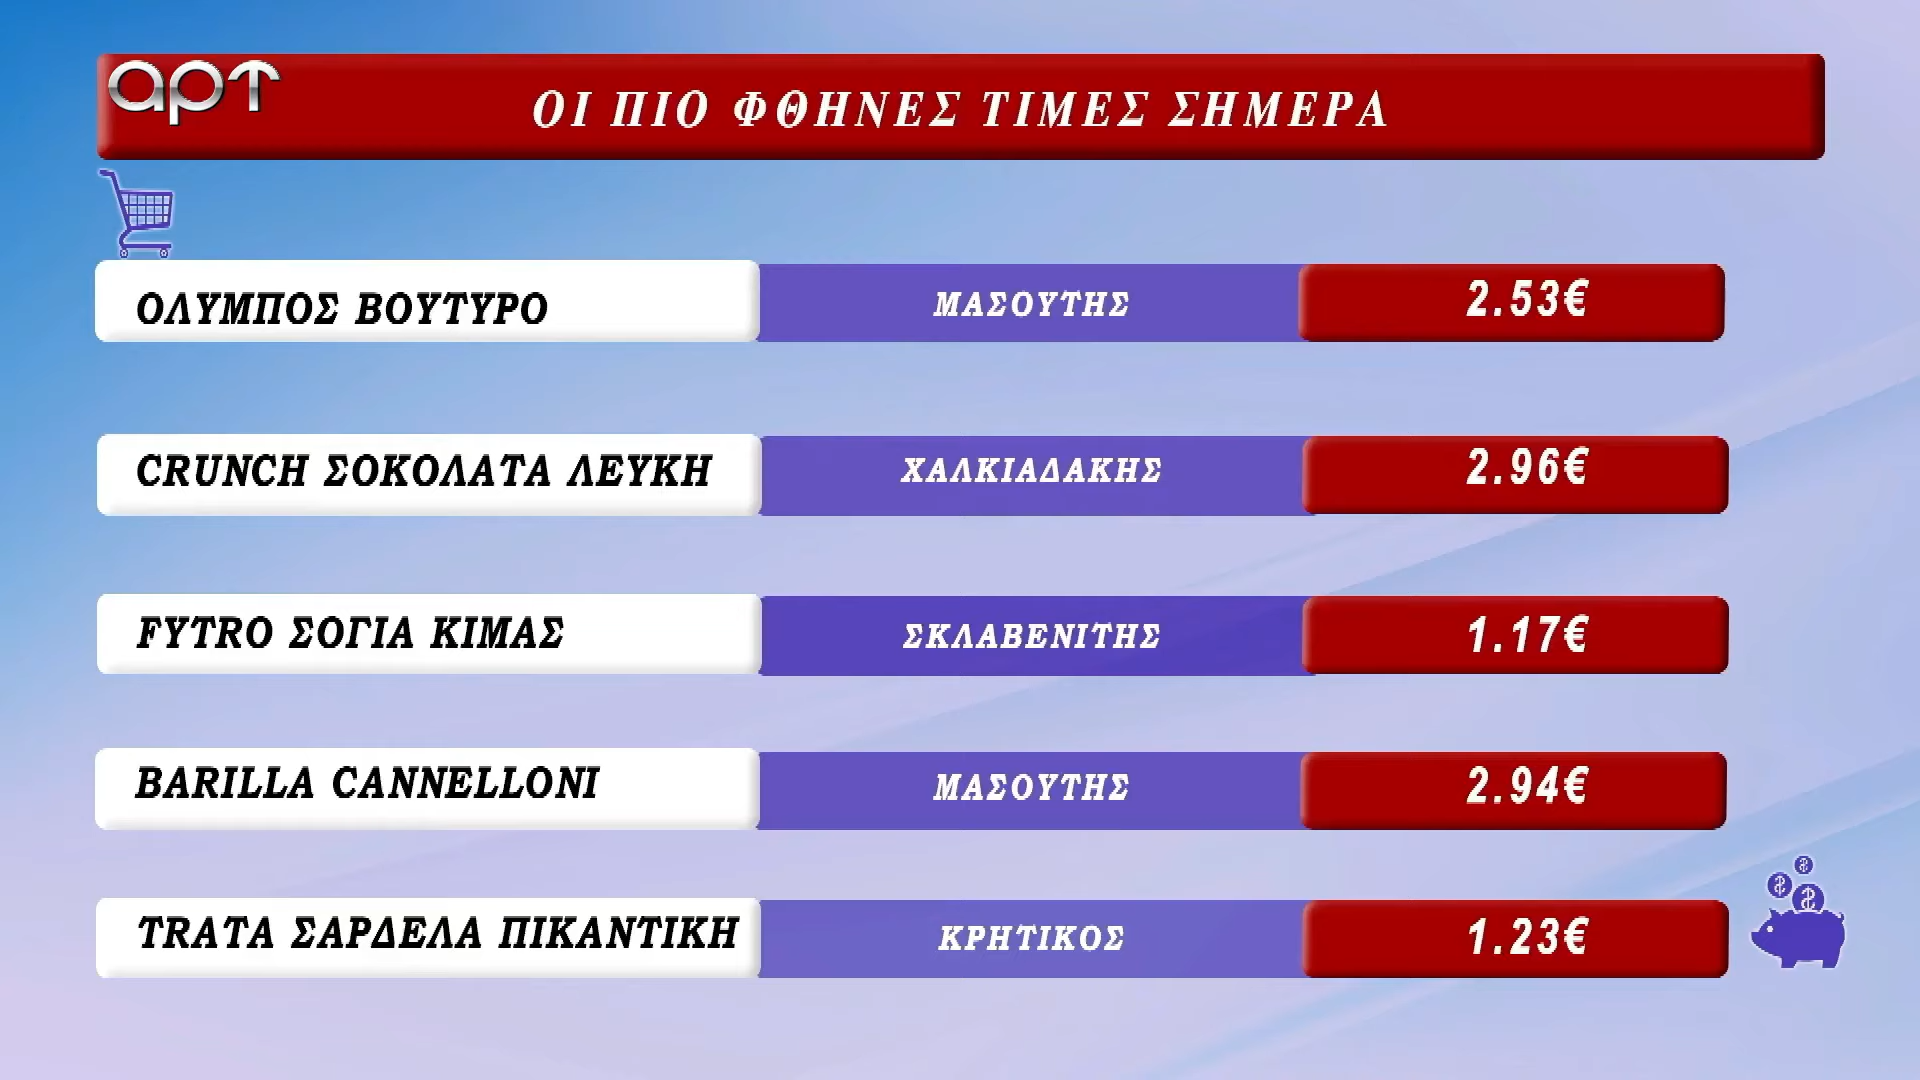 αρτ
ΟΙ ΠΙΟ ΦΘΗΝΕΣ ΤΙΜΕΣ ΣΗΜΕΡΑ
ΟΛΥΜΠΟΣ ΒΟΥΤΥΡΟ ΜΑΣΟΥΤΗΣ 2.53€
CRUNCH ΣΟΚΟΛΑΤΑ ΛΕΥΚΗ ΧΑΛΚΙΑΔΑΚΗΣ 2.96€
FYTRO ΣΟΓΙΑ ΚΙΜΑΣ ΣΚΛΑΒΕΝΙΤΗΣ 1.17€
BARILLA CANNELLONI ΜΑΣΟΥΤΗΣ 2.94€
TRATA ΣΑΡΔΕΛΑ ΠΙΚΑΝΤΙΚΗ ΚΡΗΤΙΚΟΣ 1.23€